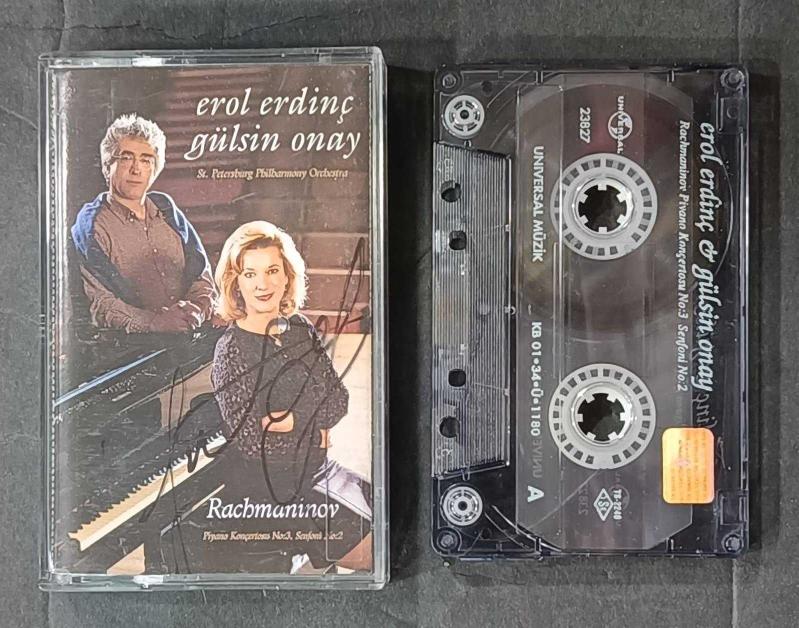 erol erdinç
gülsin onay
St. Petersburg Philharmony Orchestra
Rachmaninov
Piyano Konçertosu No:3, Senfoni No:2
erol erdinç & gülsin onay
Rachmaninov Piyano Konçertosu No:3 Senfoni No:2
UNIVERSAL
23827
UNIVERSAL MÜZİK
KB 01•34•Ü•1180
A